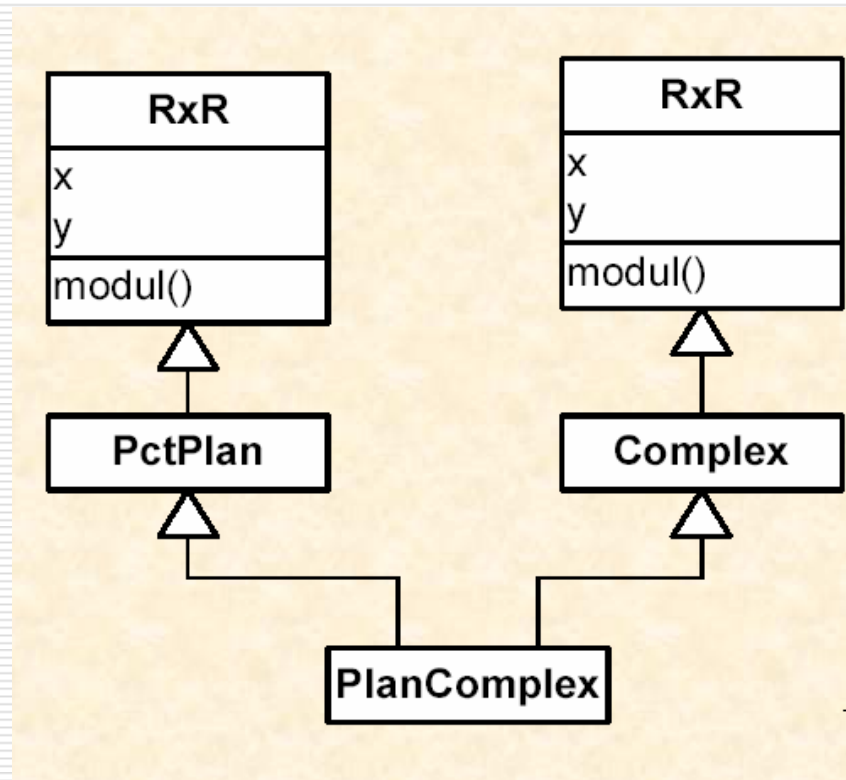 RxR
x
y
modul()
RxR
x
y
modul()
PctPlan
Complex
PlanComplex